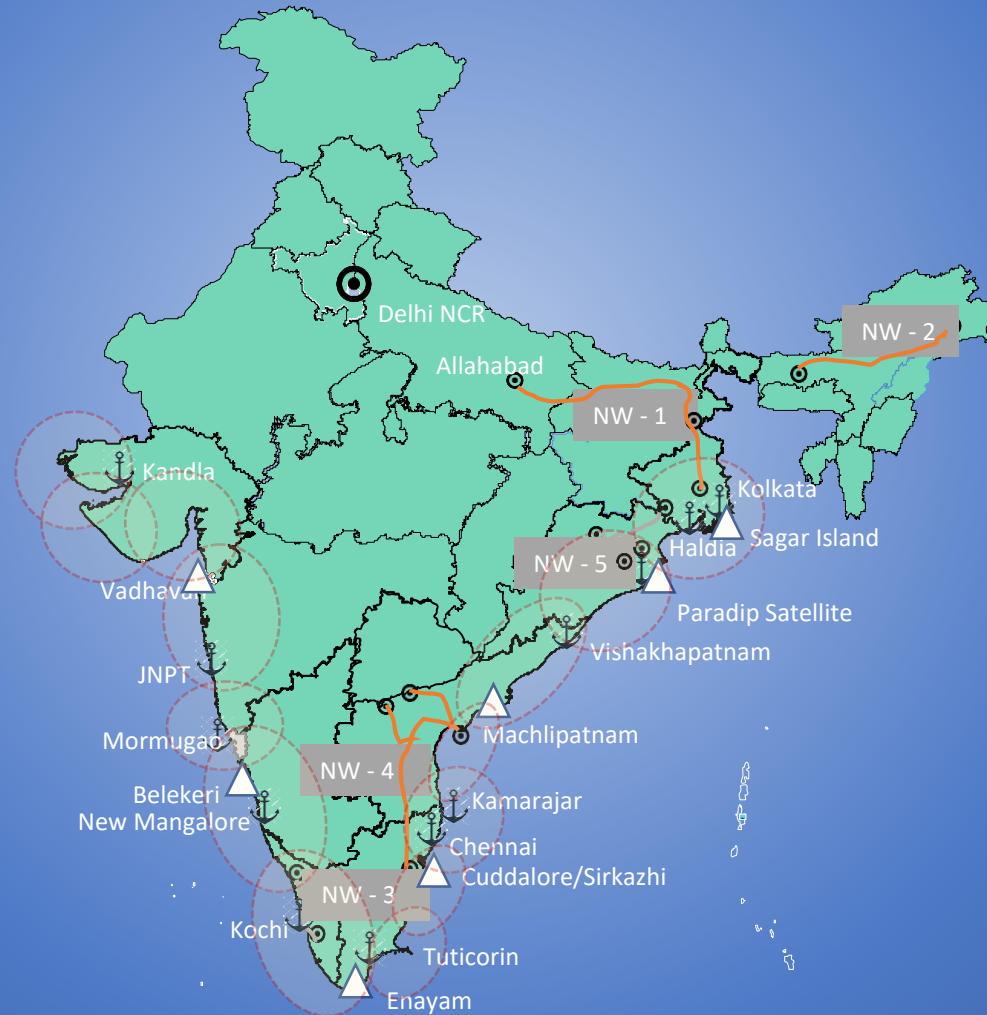 Delhi NCR
NW - 2
Allahabad
NW - 1
Kandla
Kolkata
Sagar Island
Haldia
NW - 5
Vadhavan
Paradip Satellite
Vishakhapatnam
JNPT
Mormugao
Machlipatnam
NW - 4
Belekeri
Kamarajar
New Mangalore
Chennai
Cuddalore/Sirkazhi
NW - 3
Kochi
Tuticorin
Enayam